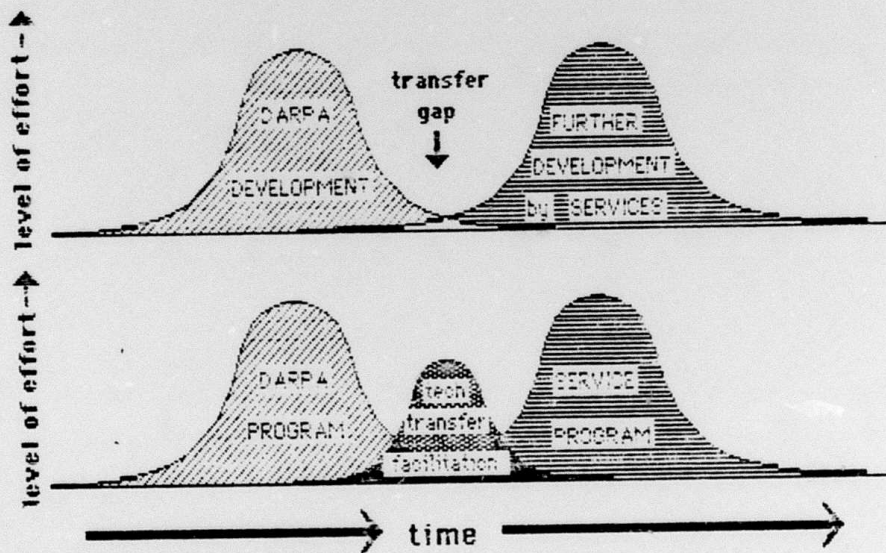 level of effort
transfer
gap
DARPA
DEVELOPMENT
FURTHER
DEVELOPMENT
by SERVICES
level of effort
DARPA
PROGRAM
tech
transfer
facilitation
SERVICE
PROGRAM
time